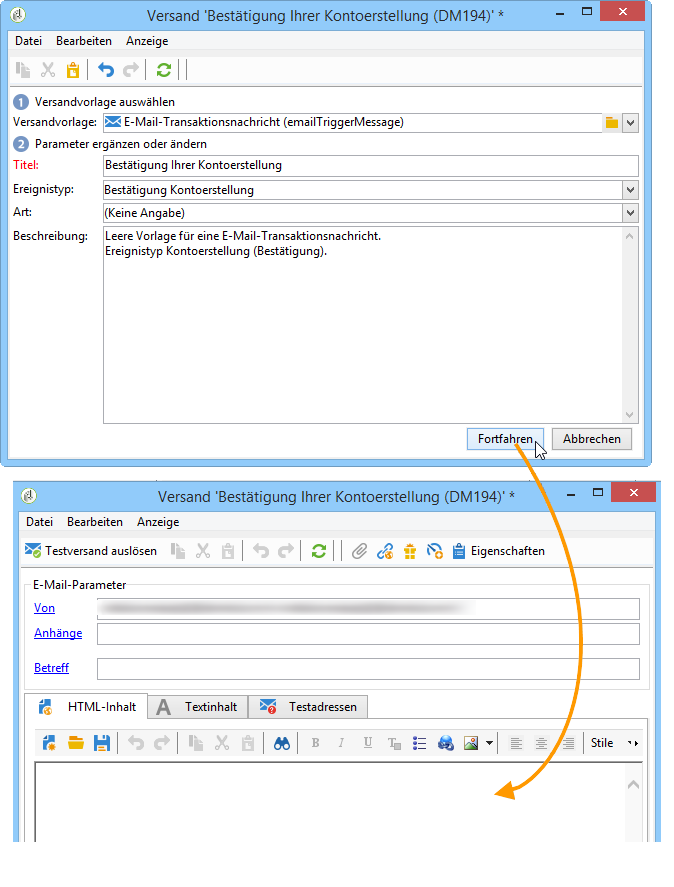 Versand 'Bestätigung Ihrer Kontoerstellung (DM194)' *
Datei Bearbeiten Anzeige
1 Versandvorlage auswählen
Versandvorlage: E-Mail-Transaktionsnachricht (emailTriggerMessage)
2 Parameter ergänzen oder ändern
Titel: Bestätigung Ihrer Kontoerstellung
Ereignistyp: Bestätigung Kontoerstellung
Art: (Keine Angabe)
Beschreibung: Leere Vorlage für eine E-Mail-Transaktionsnachricht.
Ereignistyp Kontoerstellung (Bestätigung).
Fortfahren Abbrechen
Versand 'Bestätigung Ihrer Kontoerstellung (DM194)' *
Datei Bearbeiten Anzeige
Testversand auslösen Eigenschaften
E-Mail-Parameter
Von
Anhänge
Betreff
HTML-Inhalt A Textinhalt Testadressen
B I U T Stile